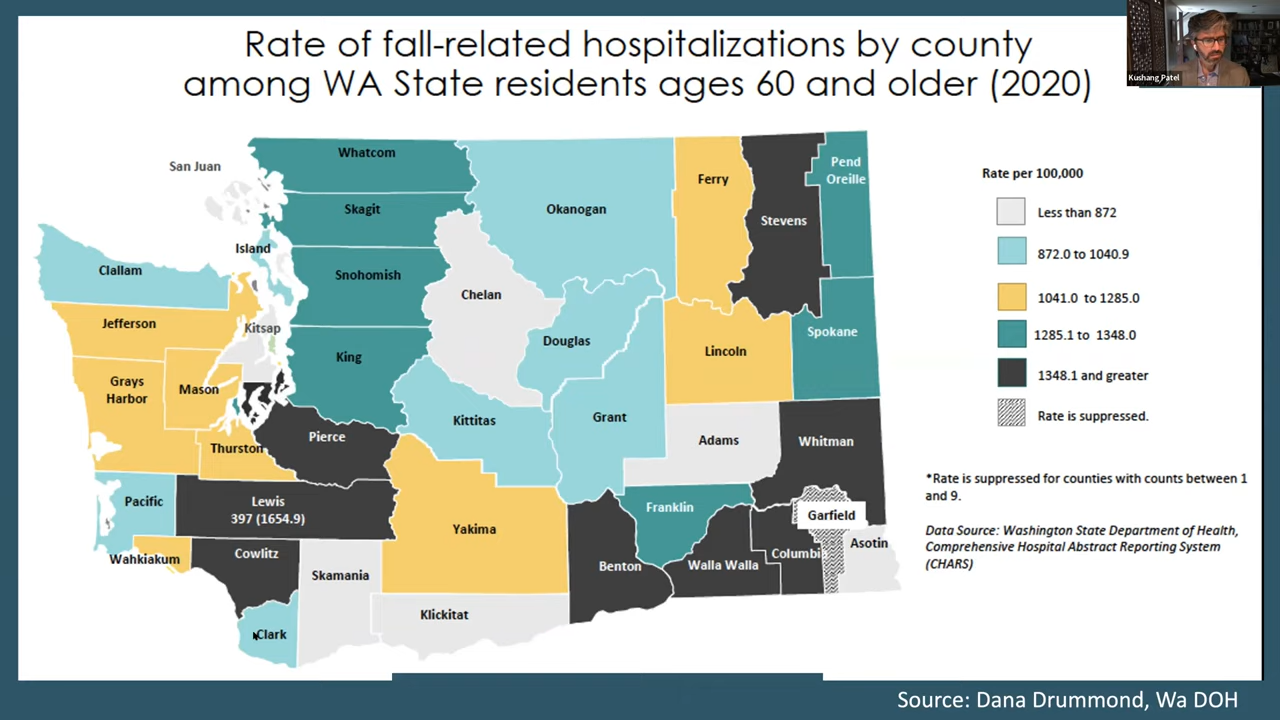 Rate of fall-related hospitalizations by county
among WA State residents ages 60 and older (2020)
Kushang Patel
San Juan
Whatcom
Skagit
Island
Snohomish
Okanogan
Ferry
Stevens
Pend
Oreille
Clallam
Jefferson
Kitsap
Chelan
Douglas
Lincoln
Spokane
King
Grays
Harbor
Mason
Kittitas
Grant
Adams
Whitman
Thurston
Pierce
Pacific
Lewis
397 (1654.9)
Yakima
Franklin
Garfield
Wahkiakum
Cowlitz
Skamania
Benton
Walla Walla
Columbia
Asotin
Klickitat
Clark
Rate per 100,000
Less than 872
872.0 to 1040.9
1041.0 to 1285.0
1285.1 to 1348.0
1348.1 and greater
Rate is suppressed.
*Rate is suppressed for counties with counts between 1
and 9.
Data Source: Washington State Department of Health,
Comprehensive Hospital Abstract Reporting System
(CHARS)
Source: Dana Drummond, Wa DOH